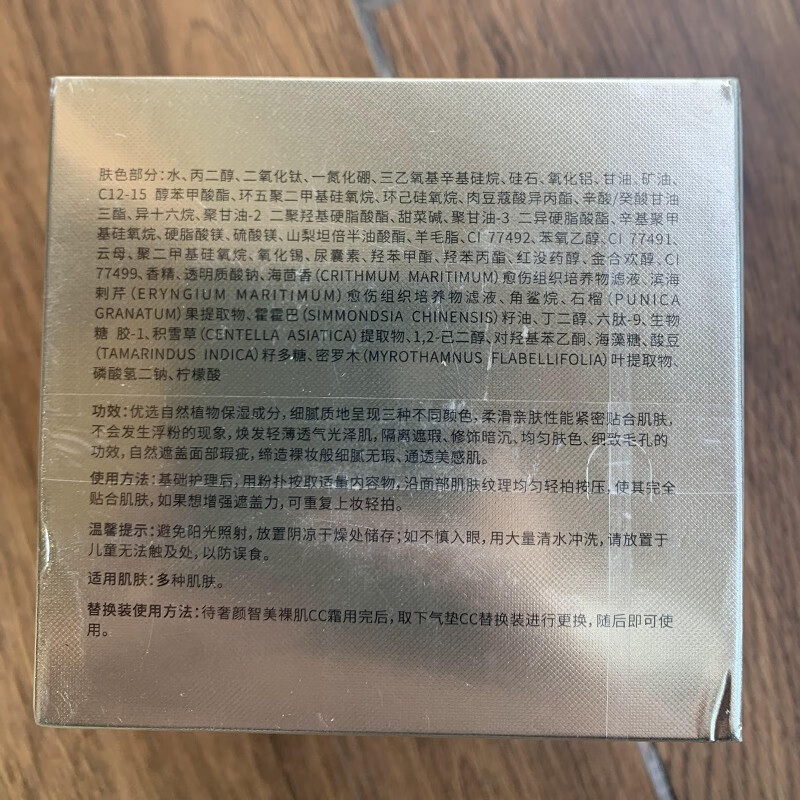 肤色部分:水、丙二醇、二氧化钛、一氮化硼、三乙氧基辛基硅烷、硅石、氧化铝、甘油、矿油、
C12-15 醇苯甲酸酯、环五聚二甲基硅氧烷、环己硅氧烷、肉豆蔻酸异丙酯、辛酸/癸酸甘油
三酯、异十六烷、聚甘油-2 二聚羟基硬脂酸酯、甜菜碱、聚甘油-3 二异硬脂酸酯、辛基聚甲
基硅氧烷、硬脂酸镁、硫酸镁、山梨坦倍半油酸酯、羊毛脂、CI 77492、苯氧乙醇、CI 77491、
云母、聚二甲基硅氧烷、氧化锡、尿囊素、羟苯甲酯、羟苯丙酯、红没药醇、金合欢醇、CI
77499、香精、透明质酸钠、海茴香(CRITHMUM MARITIMUM)愈伤组织培养物滤液、滨海
刺芹(ERYNGIUM MARITIMUM)愈伤组织培养物滤液、角鲨烷、石榴(PUNICA
GRANATUM)果提取物、霍霍巴(SIMMONDSIA CHINENSIS)籽油、丁二醇、六肽-9、生物
糖 胶-1、积雪草(CENTELLA ASIATICA)提取物、1,2-己二醇、对羟基苯乙酮、海藻糖、酸豆
(TAMARINDUS INDICA)籽多糖、密罗木(MYROTHAMNUS FLABELLIFOLIA)叶提取物、
磷酸氢二钠、柠檬酸
功效:优选自然植物保湿成分,细腻质地呈现三种不同颜色,柔滑亲肤性能紧密贴合肌肤,
不会发生浮粉的现象,焕发轻薄透气光泽肌,隔离遮瑕、修饰暗沉、均匀肤色、细致毛孔的
功效,自然遮盖面部瑕疵,缔造裸妆般细腻无瑕、通透美感肌。
使用方法:基础护理后,用粉扑按取适量内容物,沿面部肌肤纹理均匀轻拍按压,使其完全
贴合肌肤,如果想增强遮盖力,可重复上妆轻拍。
温馨提示:避免阳光照射,放置阴凉干燥处储存;如不慎入眼,用大量清水冲洗,请放置于
儿童无法触及处,以防误食。
适用肌肤:多种肌肤。
替换装使用方法:待奢颜智美裸肌CC霜用完后,取下气垫CC替换装进行更换,随后即可使
用。